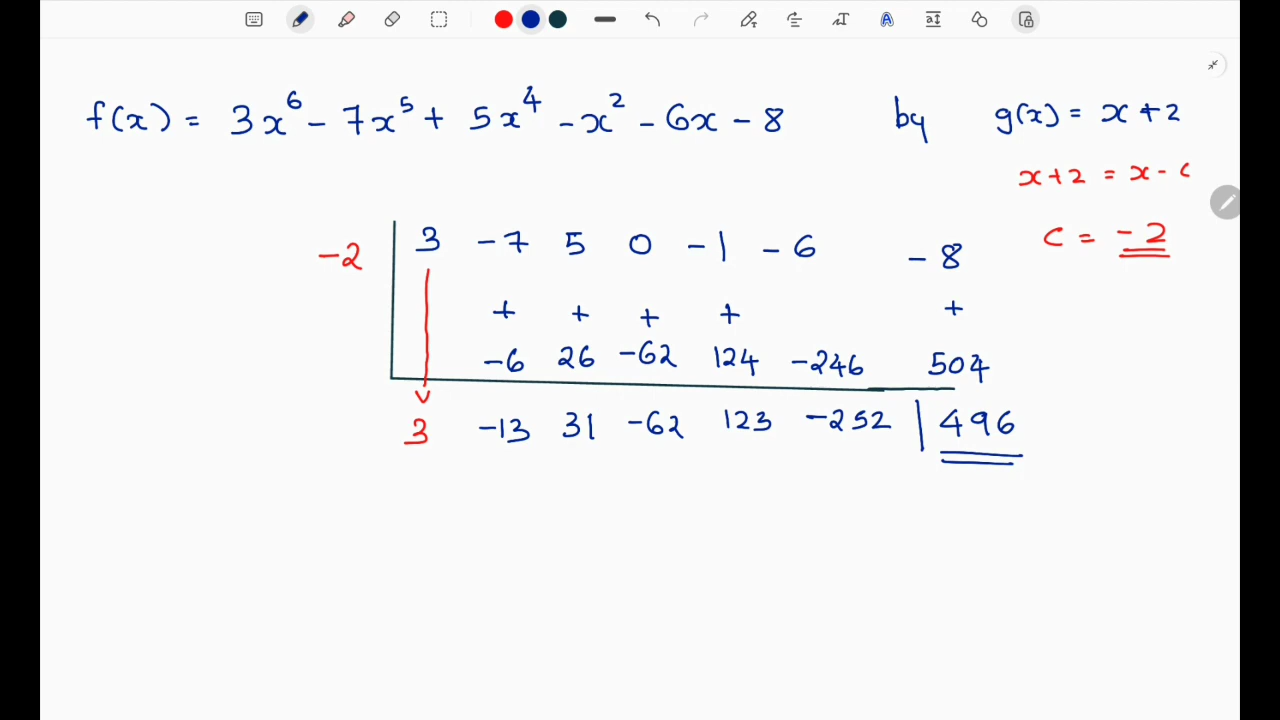 f(x) = 3x⁶ - 7x⁵ + 5x⁴ - x² - 6x - 8 by g(x) = x + 2
x + 2 = x - c
c = -2
-2 | 3 -7 5 0 -1 -6 -8
+ + + + +
-6 26 -62 124 -246 504
3 -13 31 -62 123 -252 | 496